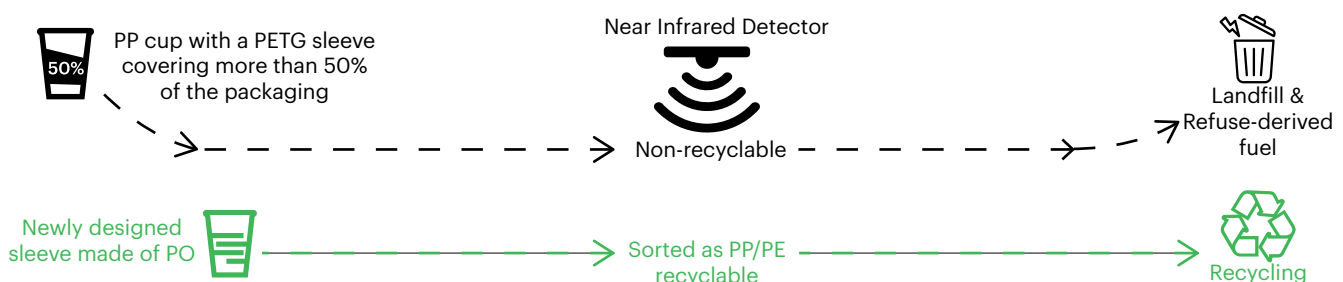 PP cup with a PETG sleeve
covering more than 50%
of the packaging
50%
Near Infrared Detector
Non-recyclable
Landfill &
Refuse-derived
fuel
Newly designed
sleeve made of PO
Sorted as PP/PE
recyclable
Recycling